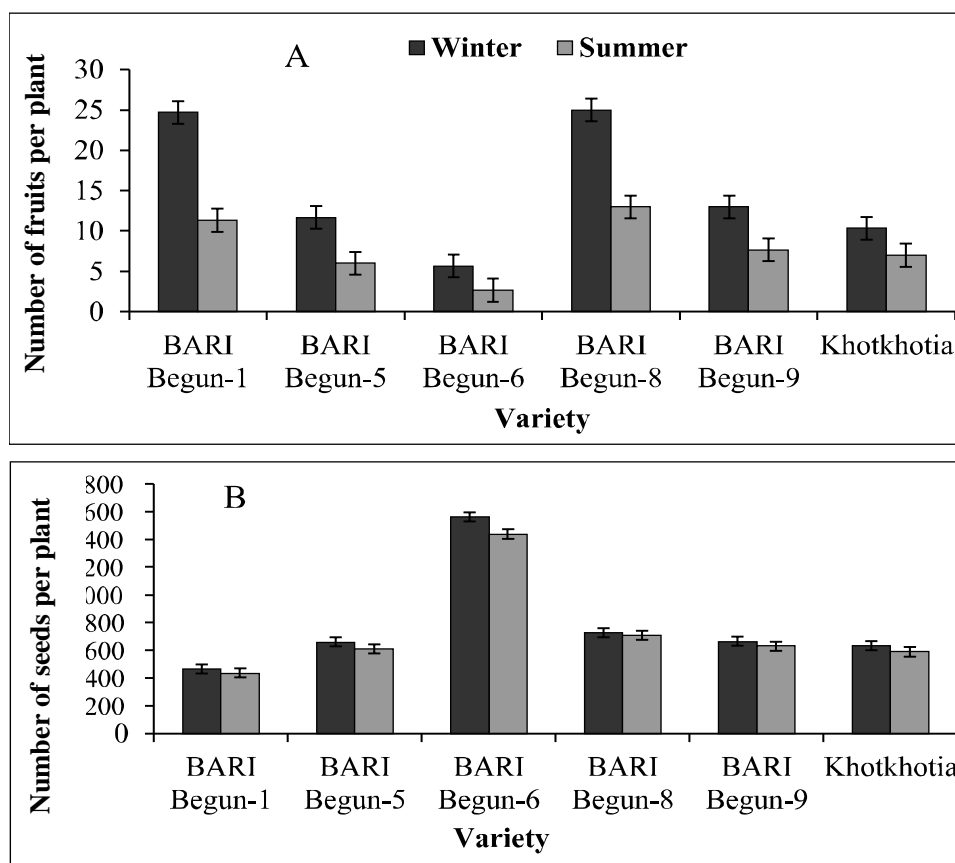 A
Winter Summer
Number of fruits per plant
30
25
20
15
10
5
0
BARI Begun-1
BARI Begun-5
BARI Begun-6
BARI Begun-8
BARI Begun-9
Khotkhotia
Variety
B
Number of seeds per plant
800
600
400
000
800
600
400
200
0
BARI Begun-1
BARI Begun-5
BARI Begun-6
BARI Begun-8
BARI Begun-9
Khotkhotia
Variety